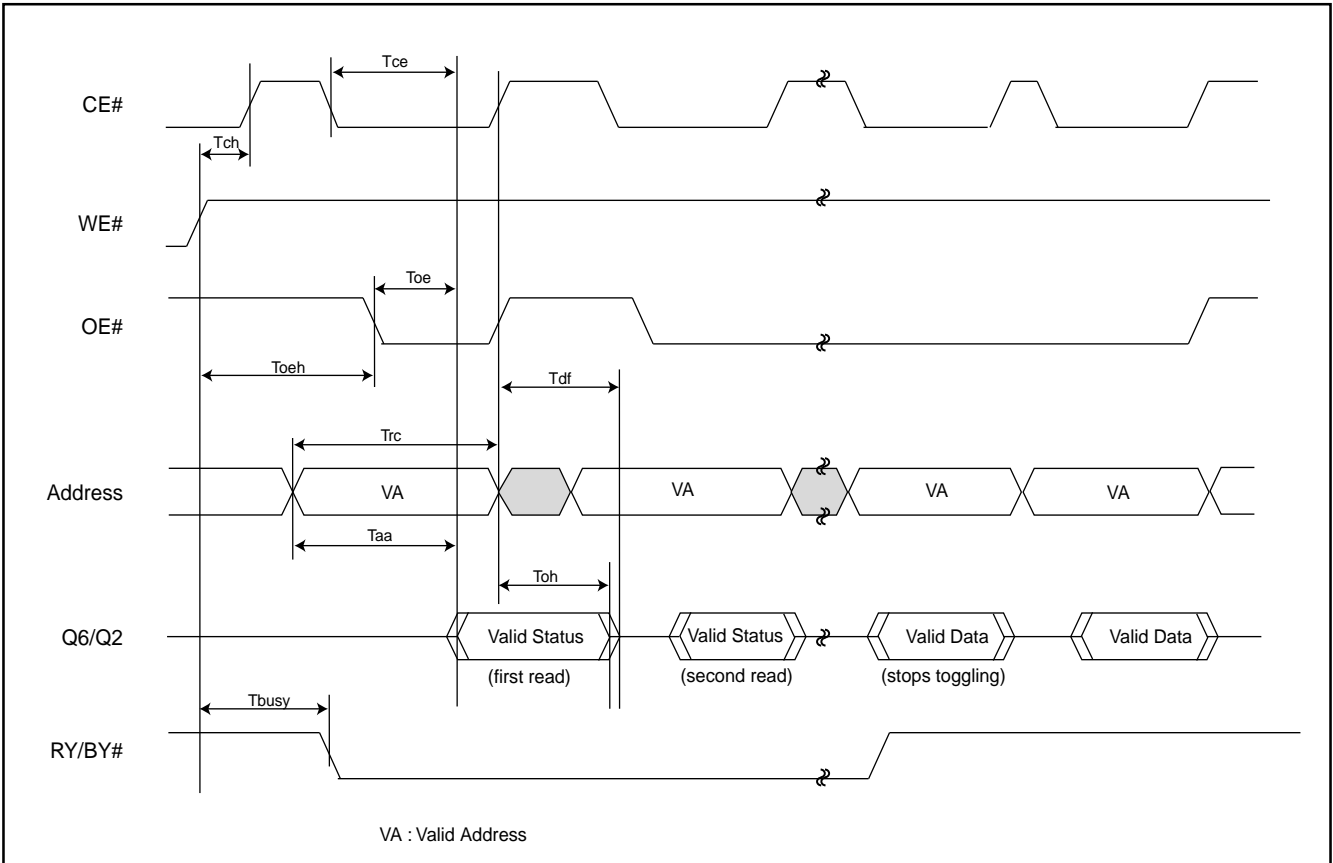 Tce
CE#
Tch
WE#
Toe
OE#
Toeh
Tdf
Trc
Address
VA
VA
VA
VA
Taa
Toh
Q6/Q2
Valid Status
Valid Status
Valid Data
Valid Data
(first read)
(second read)
(stops toggling)
Tbusy
RY/BY#
VA : Valid Address